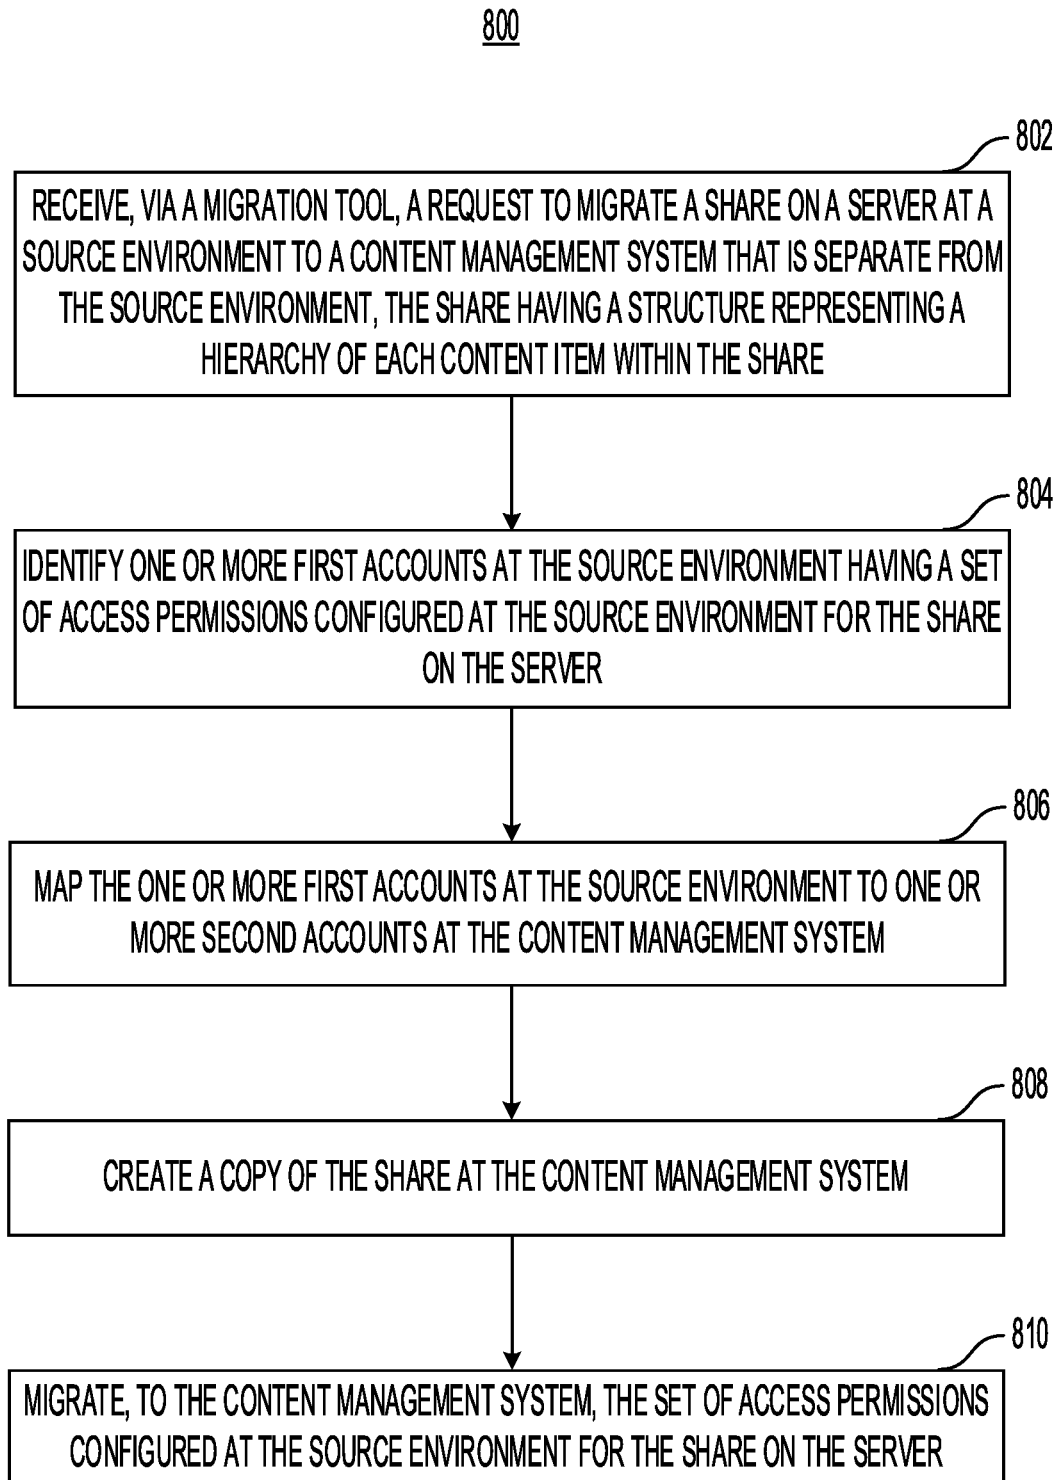 800
802
RECEIVE, VIA A MIGRATION TOOL, A REQUEST TO MIGRATE A SHARE ON A SERVER AT A
SOURCE ENVIRONMENT TO A CONTENT MANAGEMENT SYSTEM THAT IS SEPARATE FROM
THE SOURCE ENVIRONMENT, THE SHARE HAVING A STRUCTURE REPRESENTING A
HIERARCHY OF EACH CONTENT ITEM WITHIN THE SHARE
804
IDENTIFY ONE OR MORE FIRST ACCOUNTS AT THE SOURCE ENVIRONMENT HAVING A SET
OF ACCESS PERMISSIONS CONFIGURED AT THE SOURCE ENVIRONMENT FOR THE SHARE
ON THE SERVER
806
MAP THE ONE OR MORE FIRST ACCOUNTS AT THE SOURCE ENVIRONMENT TO ONE OR
MORE SECOND ACCOUNTS AT THE CONTENT MANAGEMENT SYSTEM
808
CREATE A COPY OF THE SHARE AT THE CONTENT MANAGEMENT SYSTEM
810
MIGRATE, TO THE CONTENT MANAGEMENT SYSTEM, THE SET OF ACCESS PERMISSIONS
CONFIGURED AT THE SOURCE ENVIRONMENT FOR THE SHARE ON THE SERVER